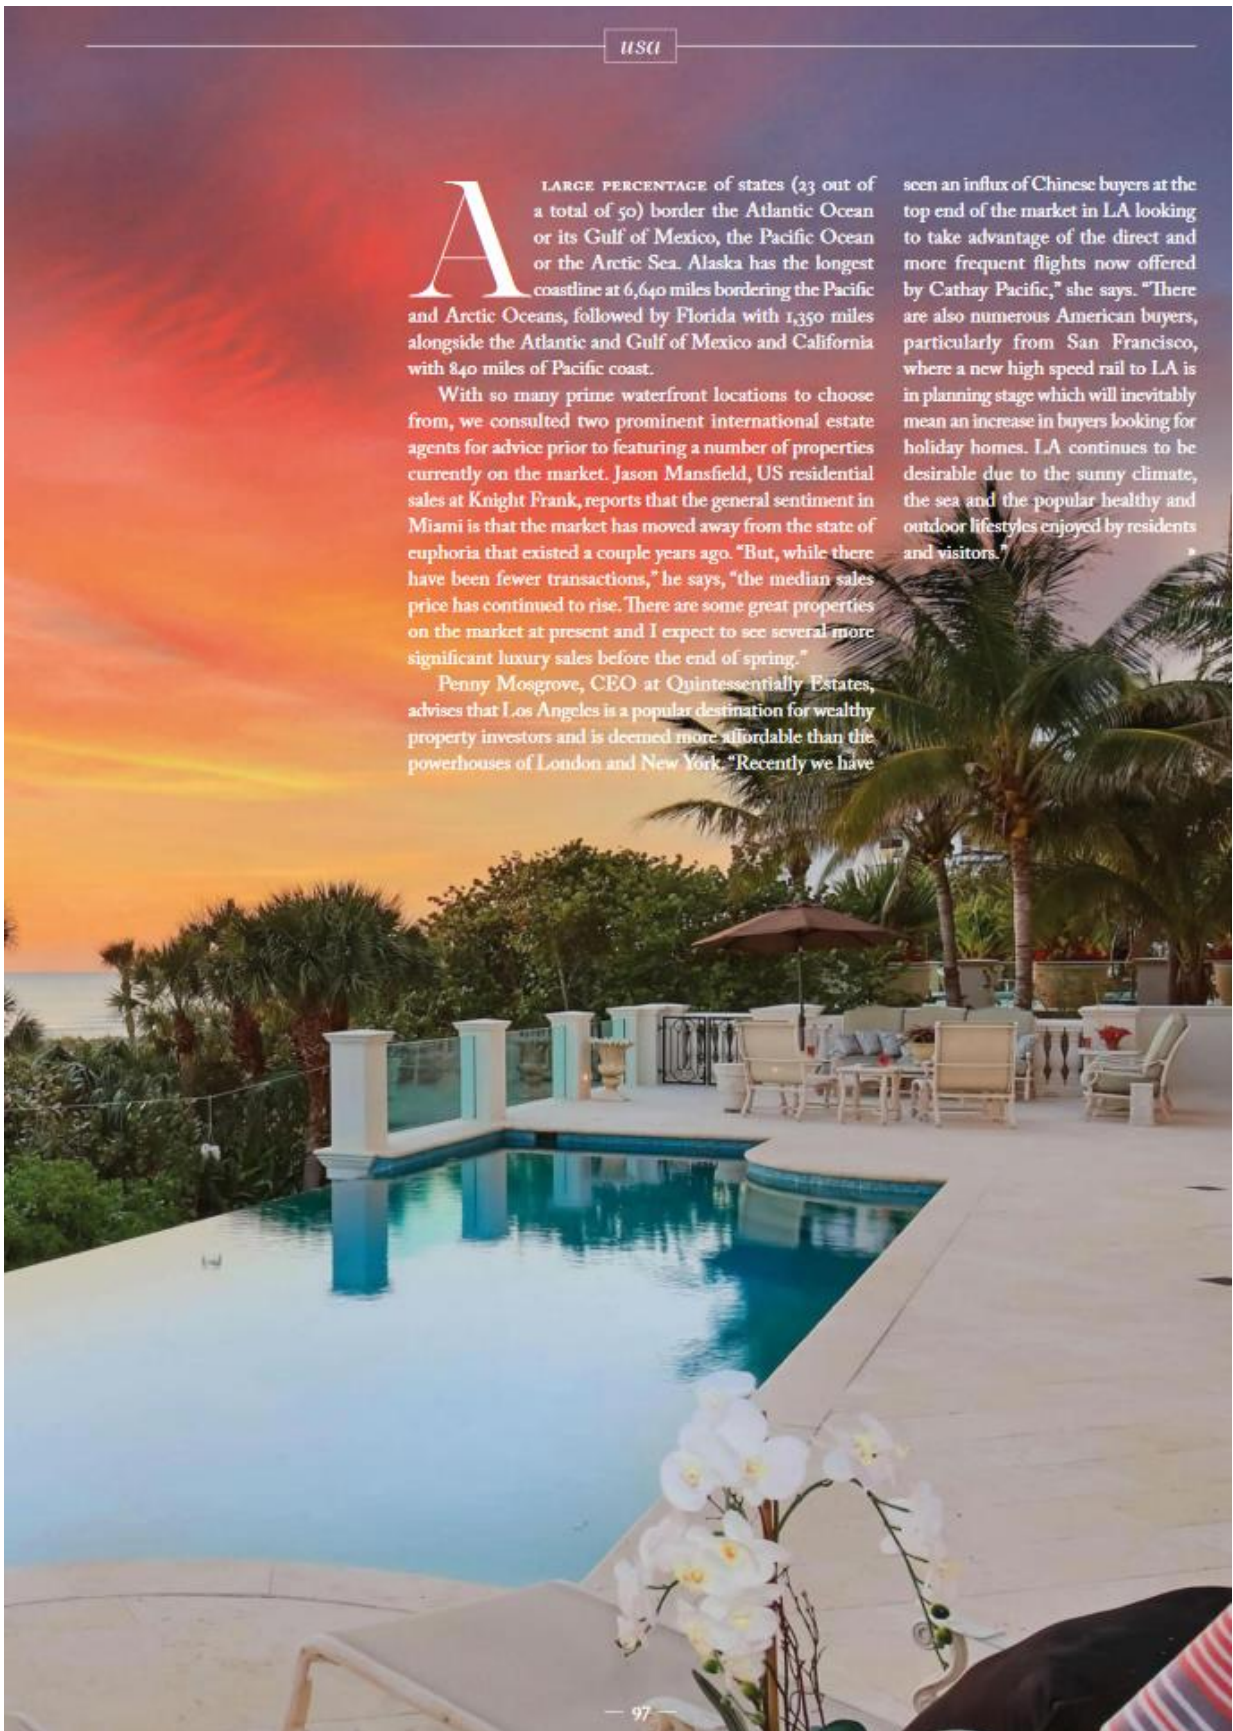 usa
A LARGE PERCENTAGE of states (23 out of
a total of 50) border the Atlantic Ocean
or its Gulf of Mexico, the Pacific Ocean
or the Arctic Sea. Alaska has the longest
coastline at 6,640 miles bordering the Pacific
and Arctic Oceans, followed by Florida with 1,350 miles
alongside the Atlantic and Gulf of Mexico and California
with 840 miles of Pacific coast.
With so many prime waterfront locations to choose
from, we consulted two prominent international estate
agents for advice prior to featuring a number of properties
currently on the market. Jason Mansfield, US residential
sales at Knight Frank, reports that the general sentiment in
Miami is that the market has moved away from the state of
euphoria that existed a couple years ago. “But, while there
have been fewer transactions,” he says, “the median sales
price has continued to rise. There are some great properties
on the market at present and I expect to see several more
significant luxury sales before the end of spring.”
Penny Mosgrove, CEO at Quintessentially Estates,
advises that Los Angeles is a popular destination for wealthy
property investors and is deemed more affordable than the
powerhouses of London and New York. “Recently we have
seen an influx of Chinese buyers at the
top end of the market in LA looking
to take advantage of the direct and
more frequent flights now offered
by Cathay Pacific,” she says. “There
are also numerous American buyers,
particularly from San Francisco,
where a new high speed rail to LA is
in planning stage which will inevitably
mean an increase in buyers looking for
holiday homes. LA continues to be
desirable due to the sunny climate,
the sea and the popular healthy and
outdoor lifestyles enjoyed by residents
and visitors.” »
— 97 —